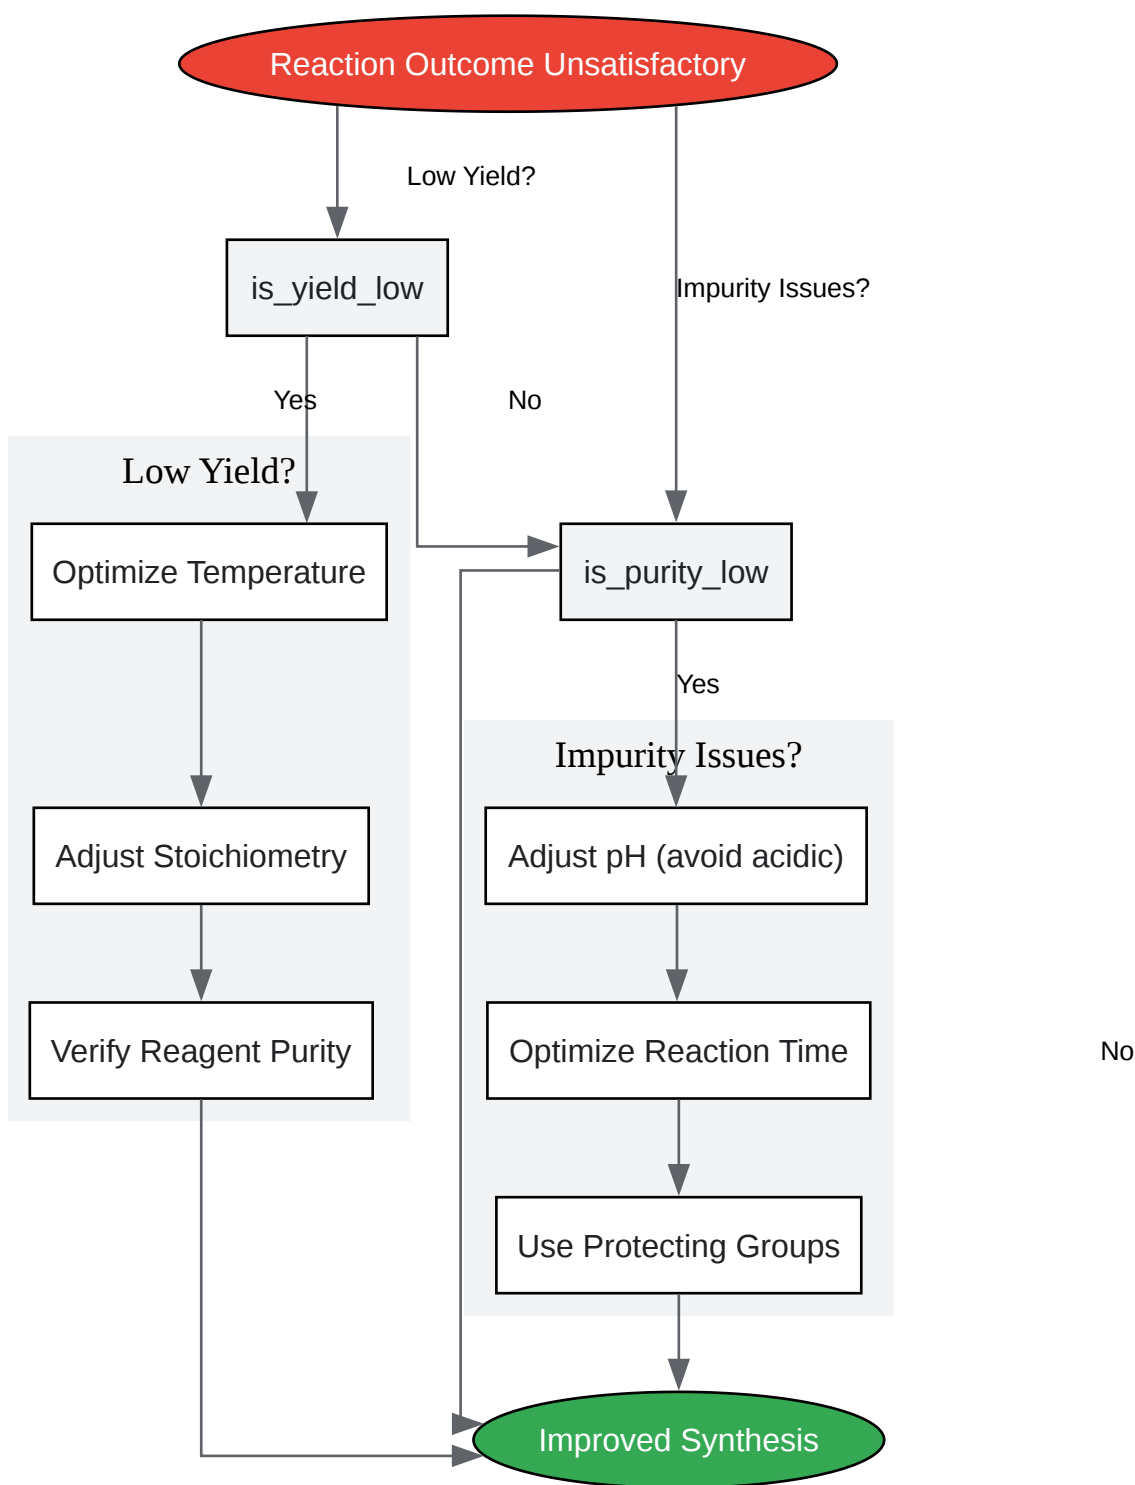 Reaction Outcome Unsatisfactory
Low Yield?
is_yield_low
Impurity Issues?
Yes
No
Low Yield?
Optimize Temperature
is_purity_low
Yes
Impurity Issues?
Adjust Stoichiometry
Adjust pH (avoid acidic)
Verify Reagent Purity
Optimize Reaction Time
No
Use Protecting Groups
Improved Synthesis